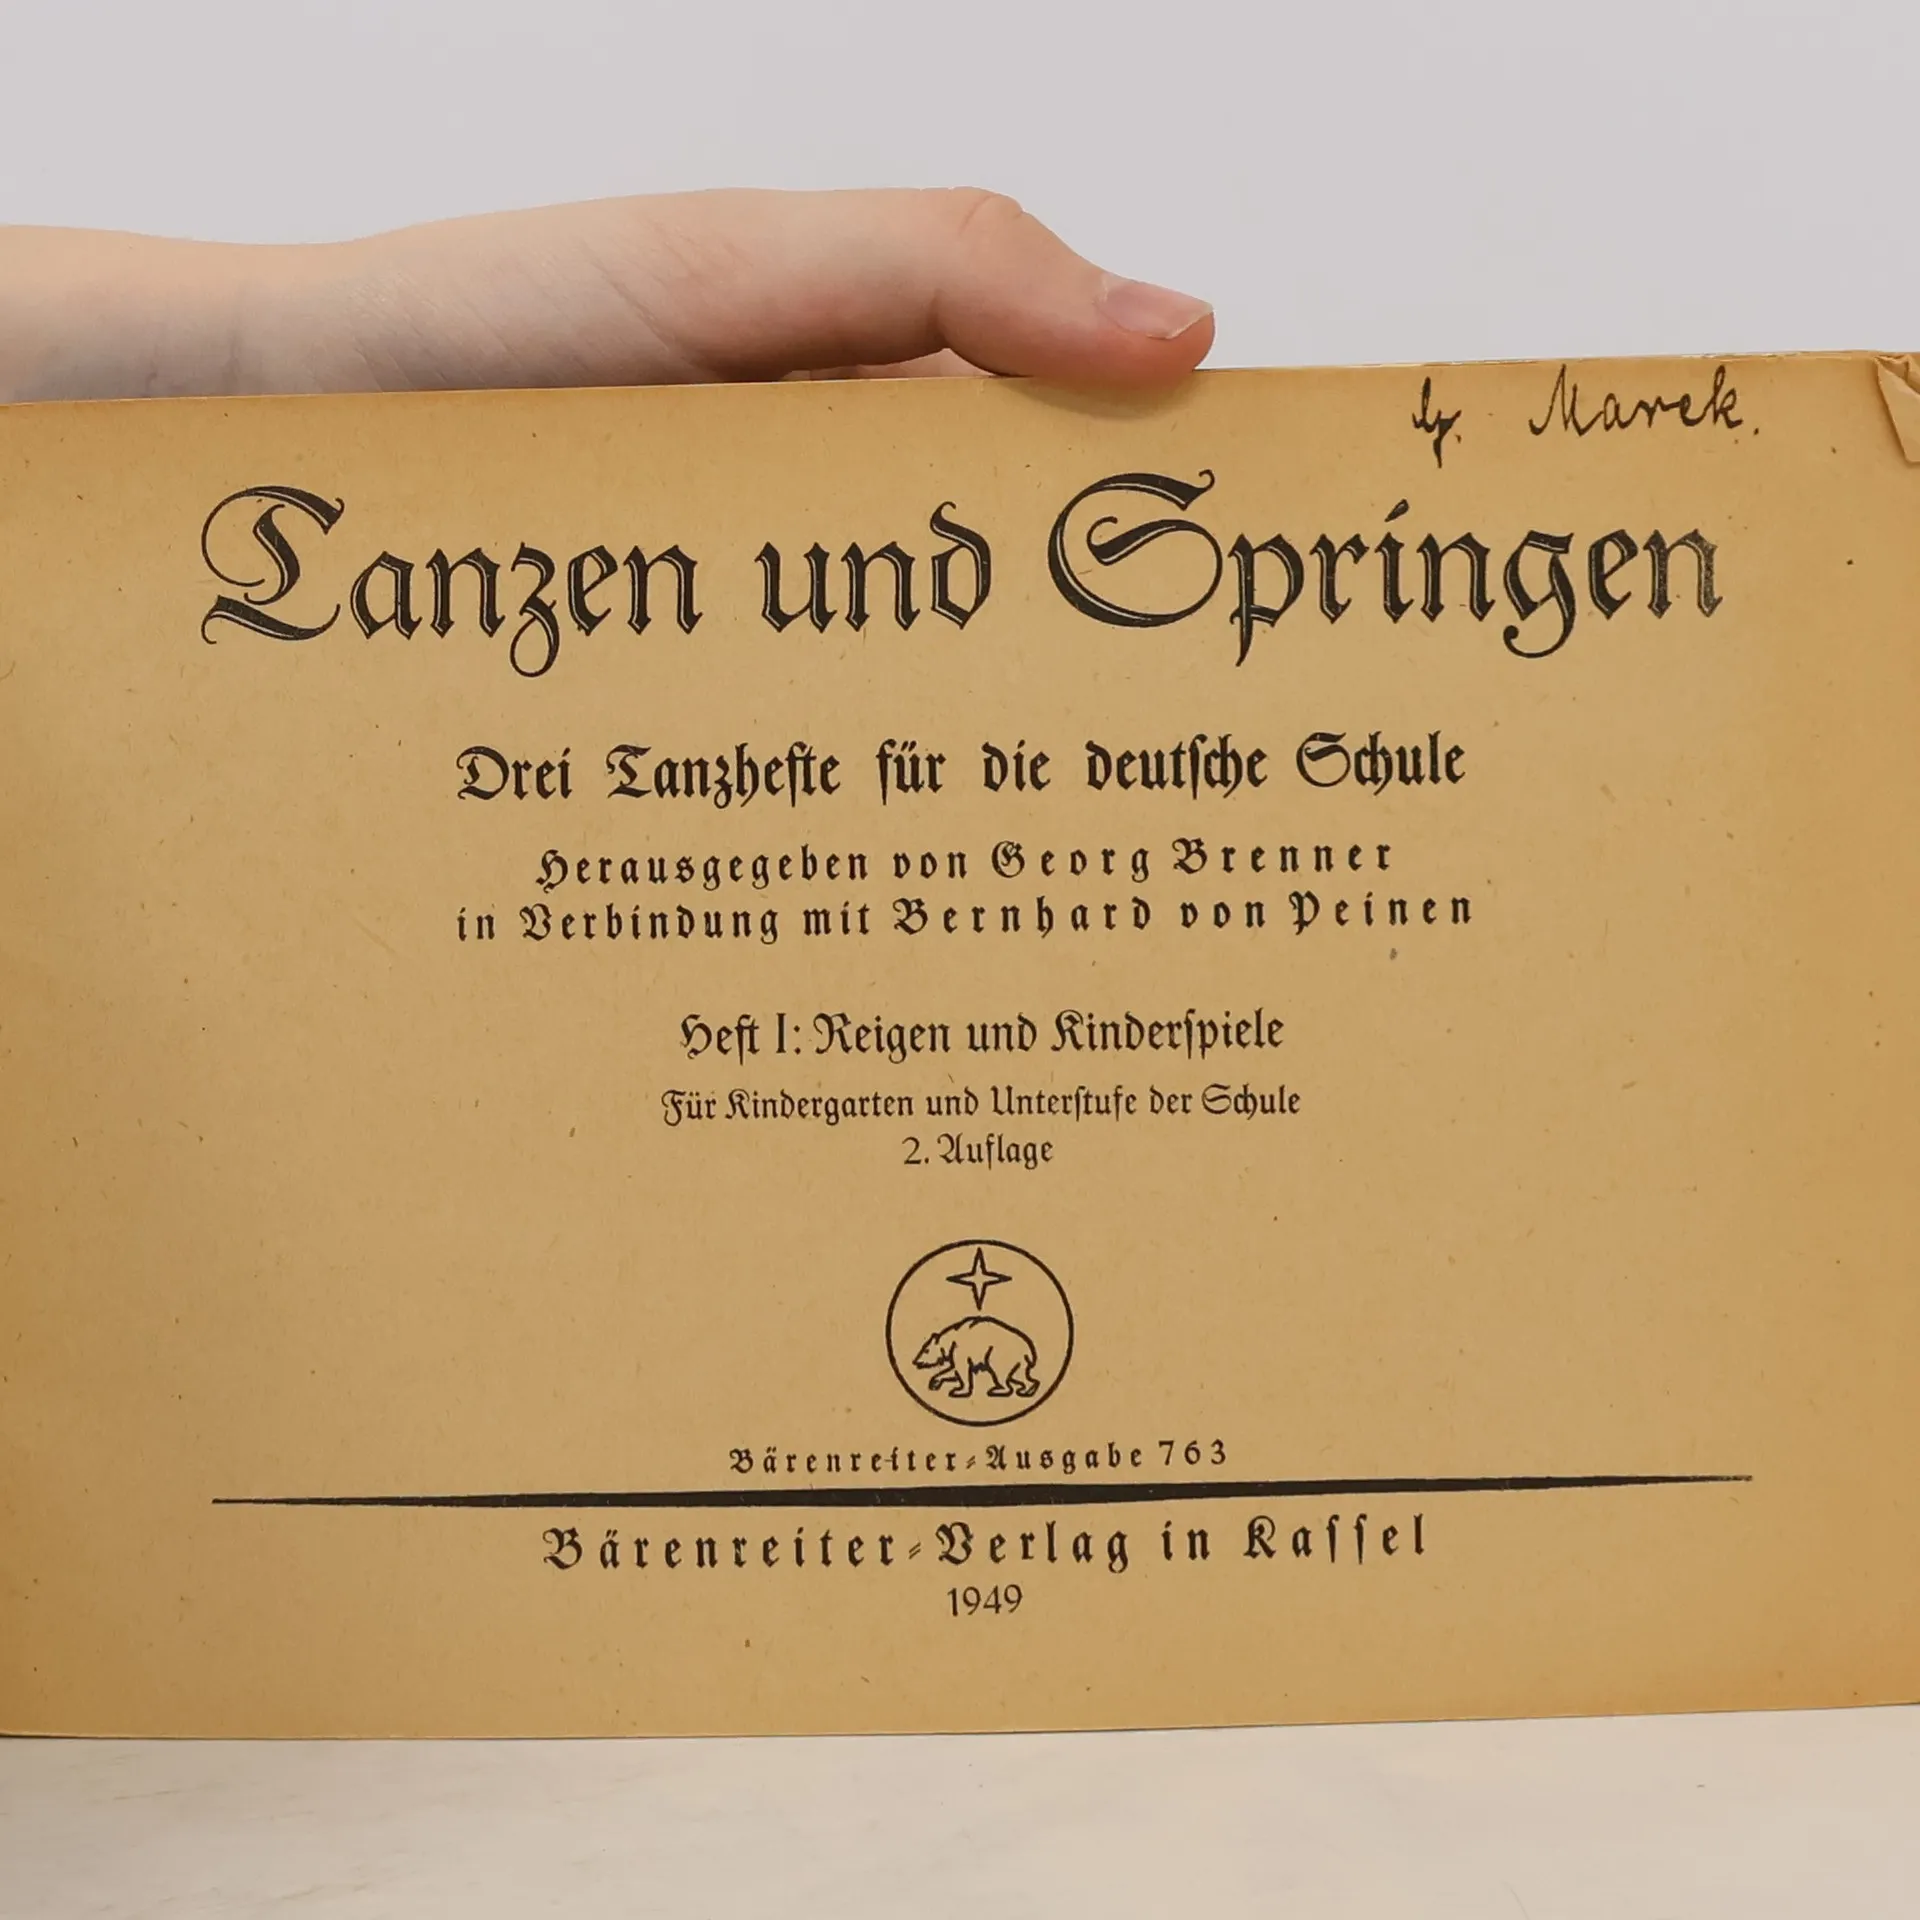 Marek.
Tanzen und Springen
Drei Tanzhefte für die deutſche Schule
Herausgegeben von Georg Brenner
in Verbindung mit Bernhard von Peinen
Heft I: Reigen und Kinderſpiele
Für Kindergarten und Unterſtufe der Schule
2. Auflage
Bärenreiter-Ausgabe 763
Bärenreiter-Verlag in Kaſſel
1949